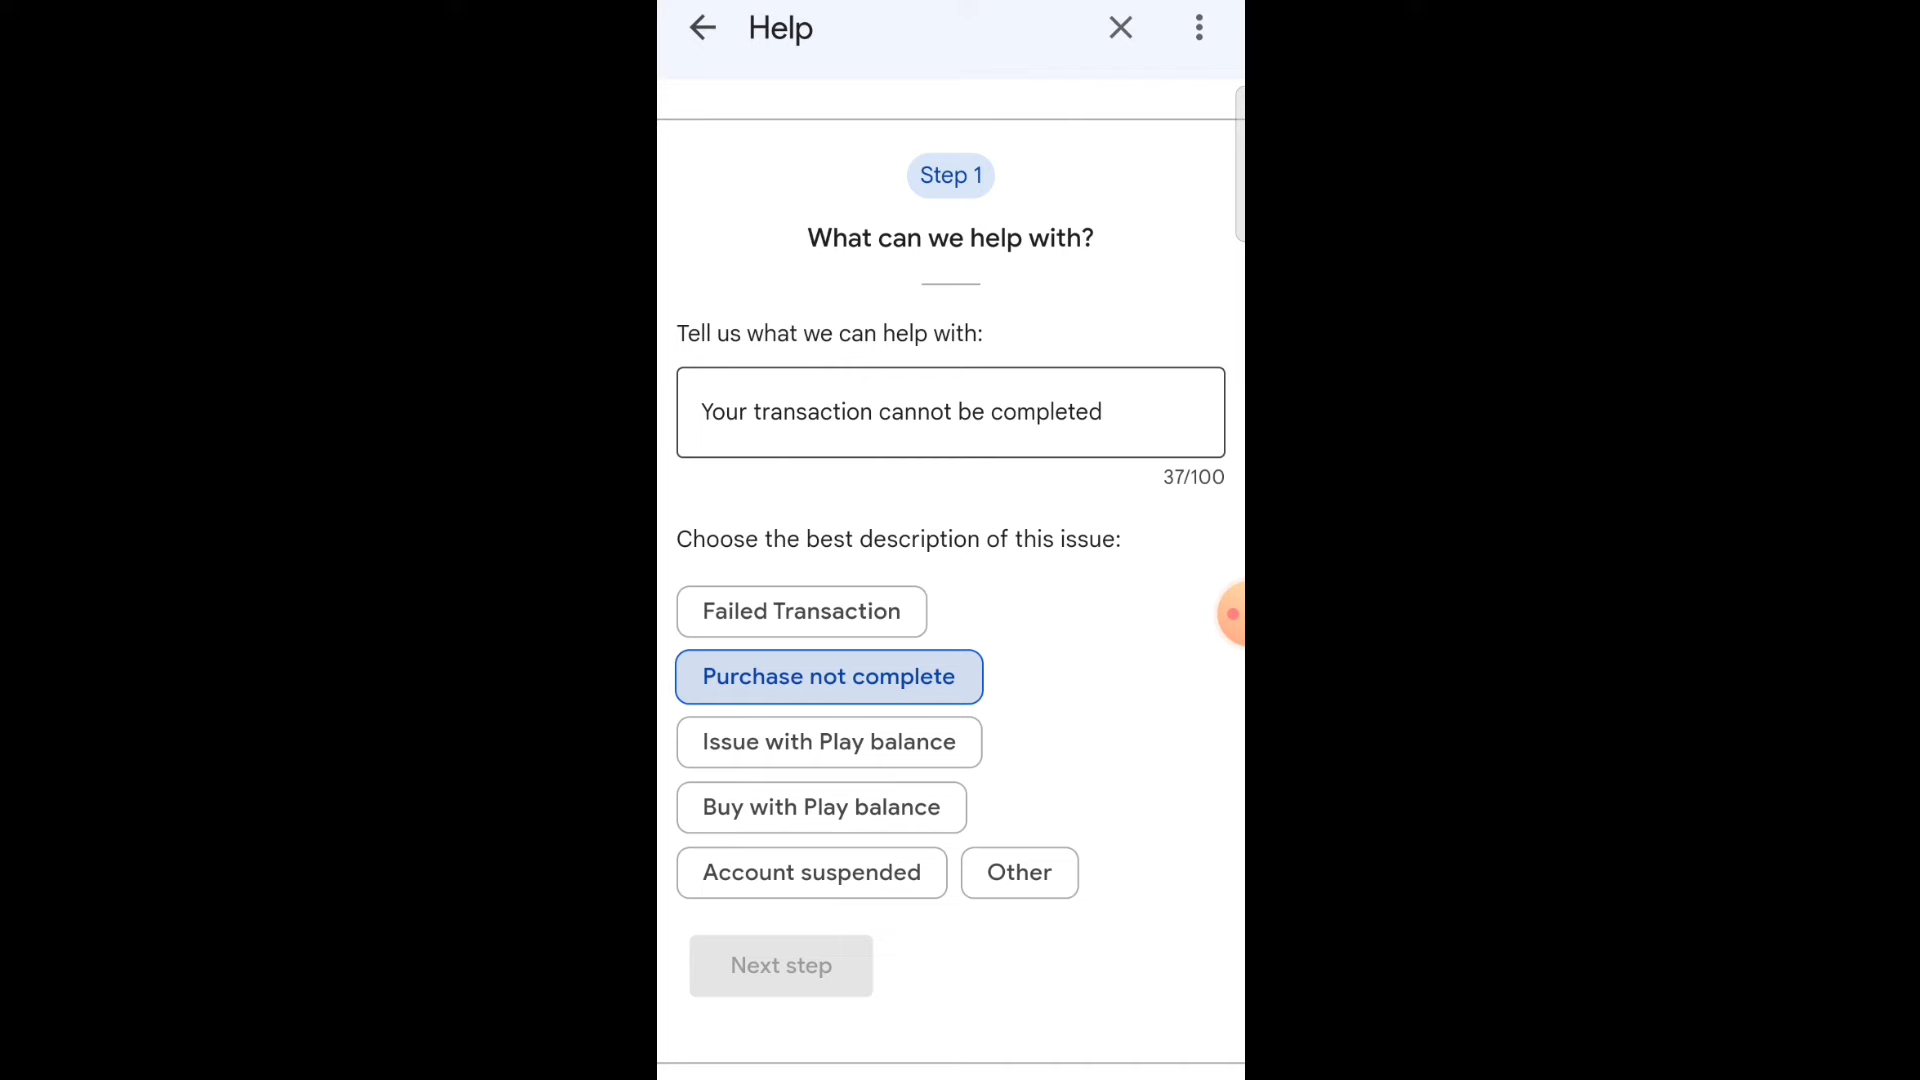 Help
Step 1
What can we help with?
Tell us what we can help with:
Your transaction cannot be completed
37/100
Choose the best description of this issue:
Failed Transaction
Purchase not complete
Issue with Play balance
Buy with Play balance
Account suspended Other
Next step